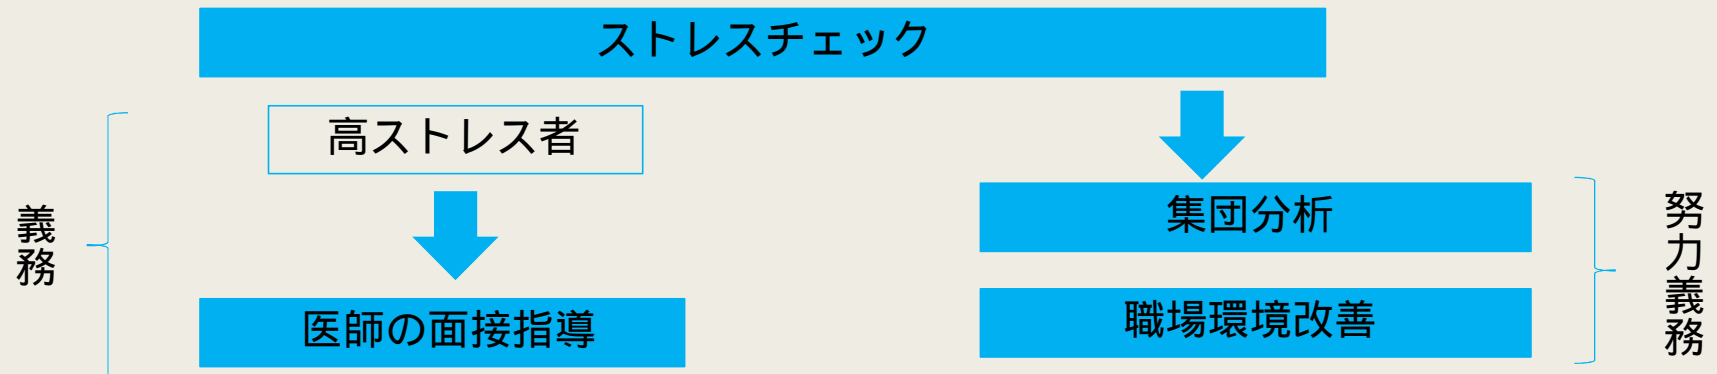 ストレスチェック
高ストレス者
医師の面接指導
義務
集団分析
職場環境改善
努力義務